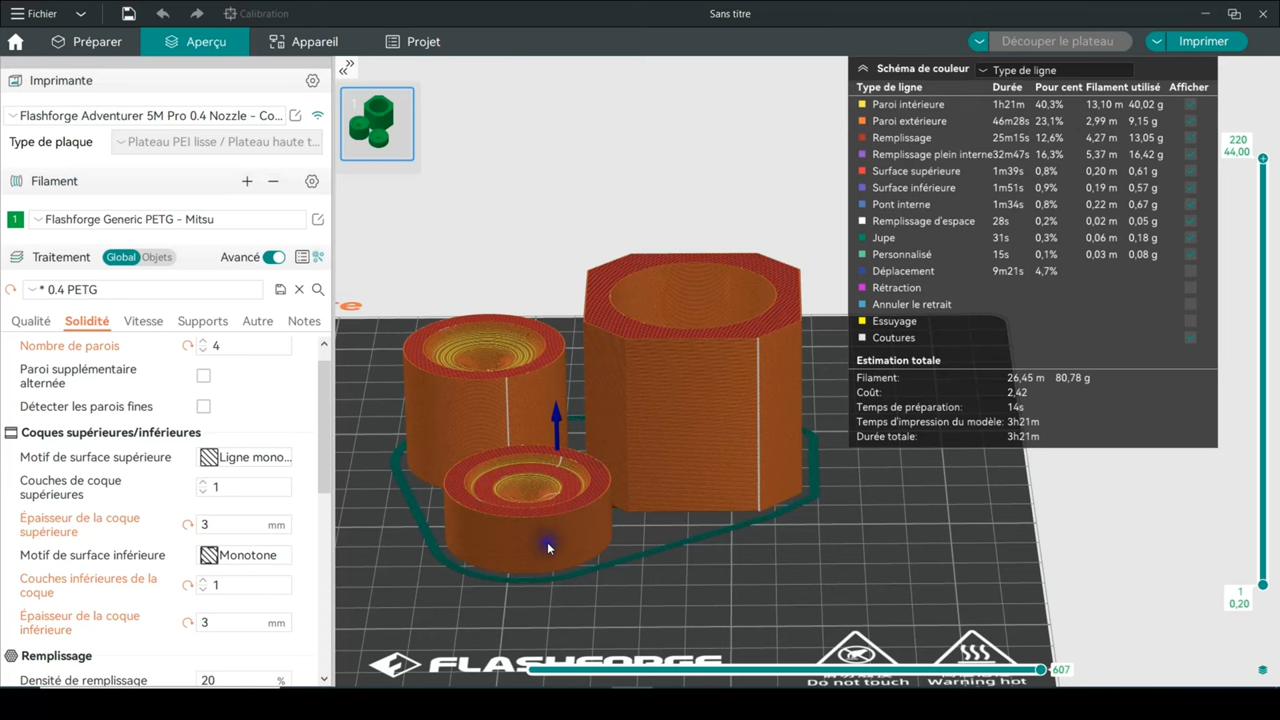 Fichier
Calibration
Sans titre
Préparer
Aperçu
Appareil
Projet
Découper le plateau
Imprimer
Imprimante
Flashforge Adventurer 5M Pro 0.4 Nozzle - Co...
Type de plaque
Plateau PEI lisse / Plateau haute t...
Filament
1 Flashforge Generic PETG - Mitsu
Traitement Global Objets Avancé
* 0.4 PETG
Qualité Solidité Vitesse Supports Autre Notes
Nombre de parois 4
Paroi supplémentaire
alternée
Détecter les parois fines
Coques supérieures/inférieures
Motif de surface supérieure Ligne mono...
Couches de coque
supérieures 1
Épaisseur de la coque
supérieure 3 mm
Motif de surface inférieure Monotone
Couches inférieures de la
coque 1
Épaisseur de la coque
inférieure 3 mm
Remplissage
Densité de remplissage 20 %
1
Schéma de couleur Type de ligne
Type de ligne Durée Pour cent Filament utilisé Afficher
Paroi intérieure 1h21m 40,3% 13,10 m 40,02 g
Paroi extérieure 46m28s 23,1% 2,99 m 9,15 g
Remplissage 25m15s 12,6% 4,27 m 13,05 g
Remplissage plein interne 32m47s 16,3% 5,37 m 16,42 g
Surface supérieure 1m39s 0,8% 0,20 m 0,61 g
Surface inférieure 1m51s 0,9% 0,19 m 0,57 g
Pont interne 1m34s 0,8% 0,22 m 0,67 g
Remplissage d'espace 28s 0,2% 0,02 m 0,05 g
Jupe 31s 0,3% 0,06 m 0,18 g
Personnalisé 15s 0,1% 0,03 m 0,08 g
Déplacement 9m21s 4,7%
Rétraction
Annuler le retrait
Essuyage
Coutures
Estimation totale
Filament: 26,45 m 80,78 g
Coût: 2,42
Temps de préparation: 14s
Temps d'impression du modèle: 3h21m
Durée totale: 3h21m
220
44,00
1
0,20
FLASHFORGE
Do not touch
Warning hot
607